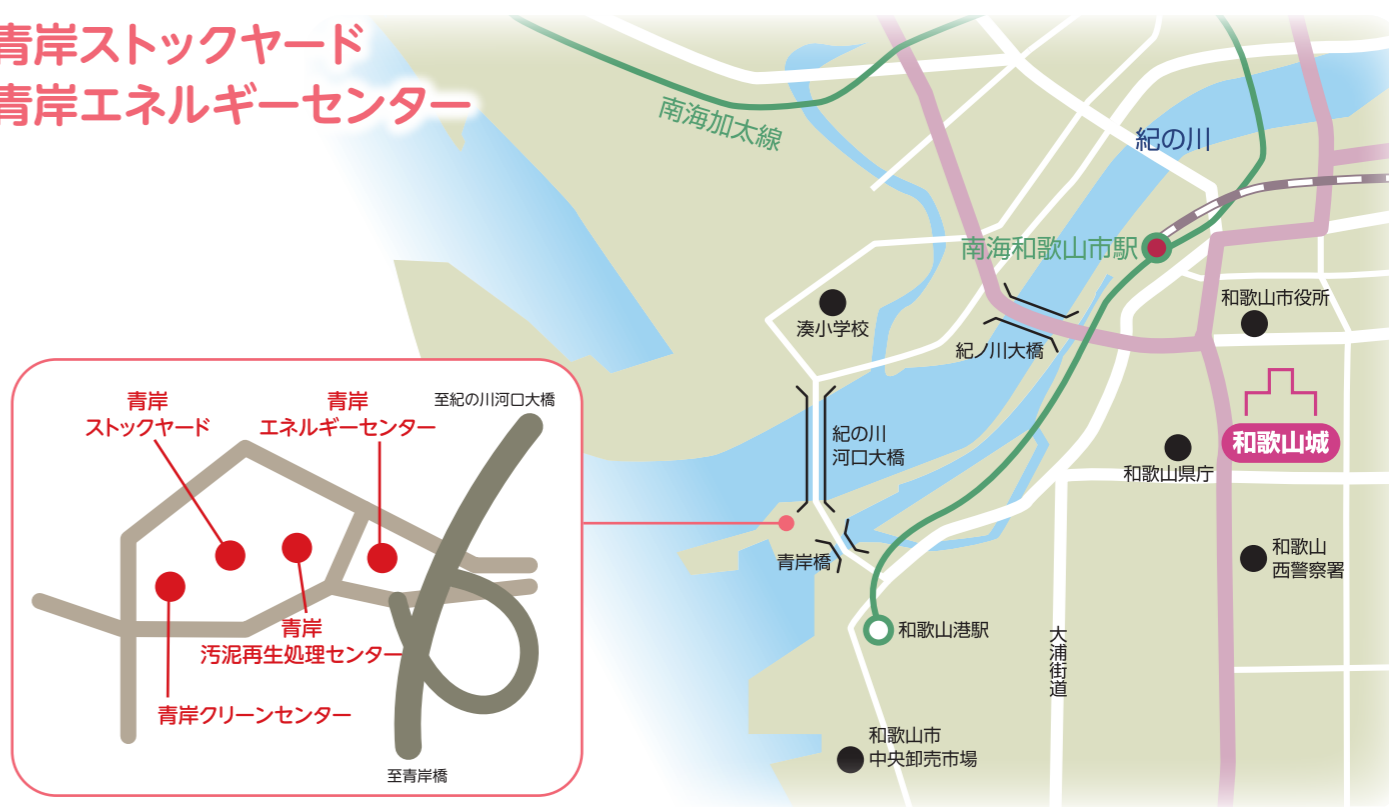 青岸ストックヤード
青岸エネルギーセンター
南海加太線
紀の川
南海和歌山市駅
和歌山市役所
湊小学校
紀ノ川大橋
和歌山城
紀の川
河口大橋
和歌山県庁
青岸橋
和歌山
西警察署
和歌山港駅
大浦街道
和歌山市
中央卸売市場
青岸
ストックヤード
青岸
エネルギーセンター
至紀の川河口大橋
青岸
汚泥再生処理センター
青岸クリーンセンター
至青岸橋